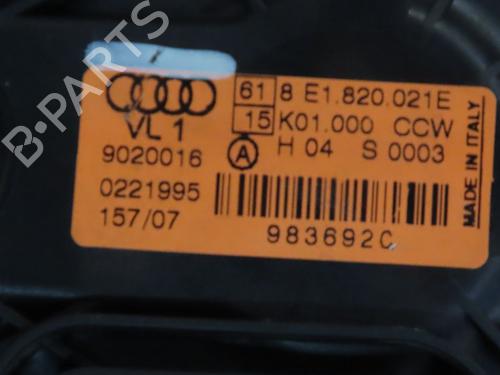 61 8 E1.820.021E
VL 1 15 K01.000 CCW
9020016 A H 04 S 0003
0221995
157/07
983692C
MADE IN ITALY
B-Parts